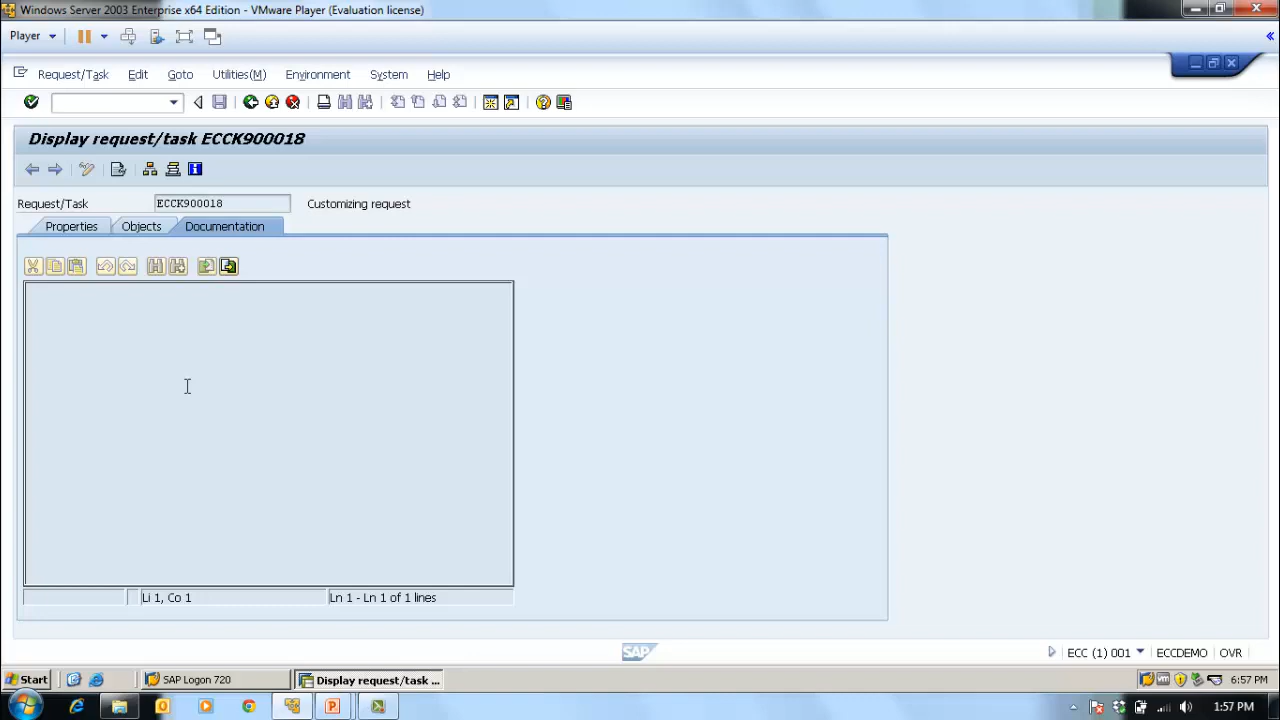 Windows Server 2003 Enterprise x64 Edition - VMware Player (Evaluation license)
Player
Request/Task Edit Goto Utilities(M) Environment System Help
Display request/task ECCK900018
Request/Task ECCK900018 Customizing request
Properties Objects Documentation
Li 1, Co 1 Ln 1 - Ln 1 of 1 lines
SAP
ECC (1) 001 ECCDEMO OVR
Start SAP Logon 720 Display request/task ... 6:57 PM
1:57 PM